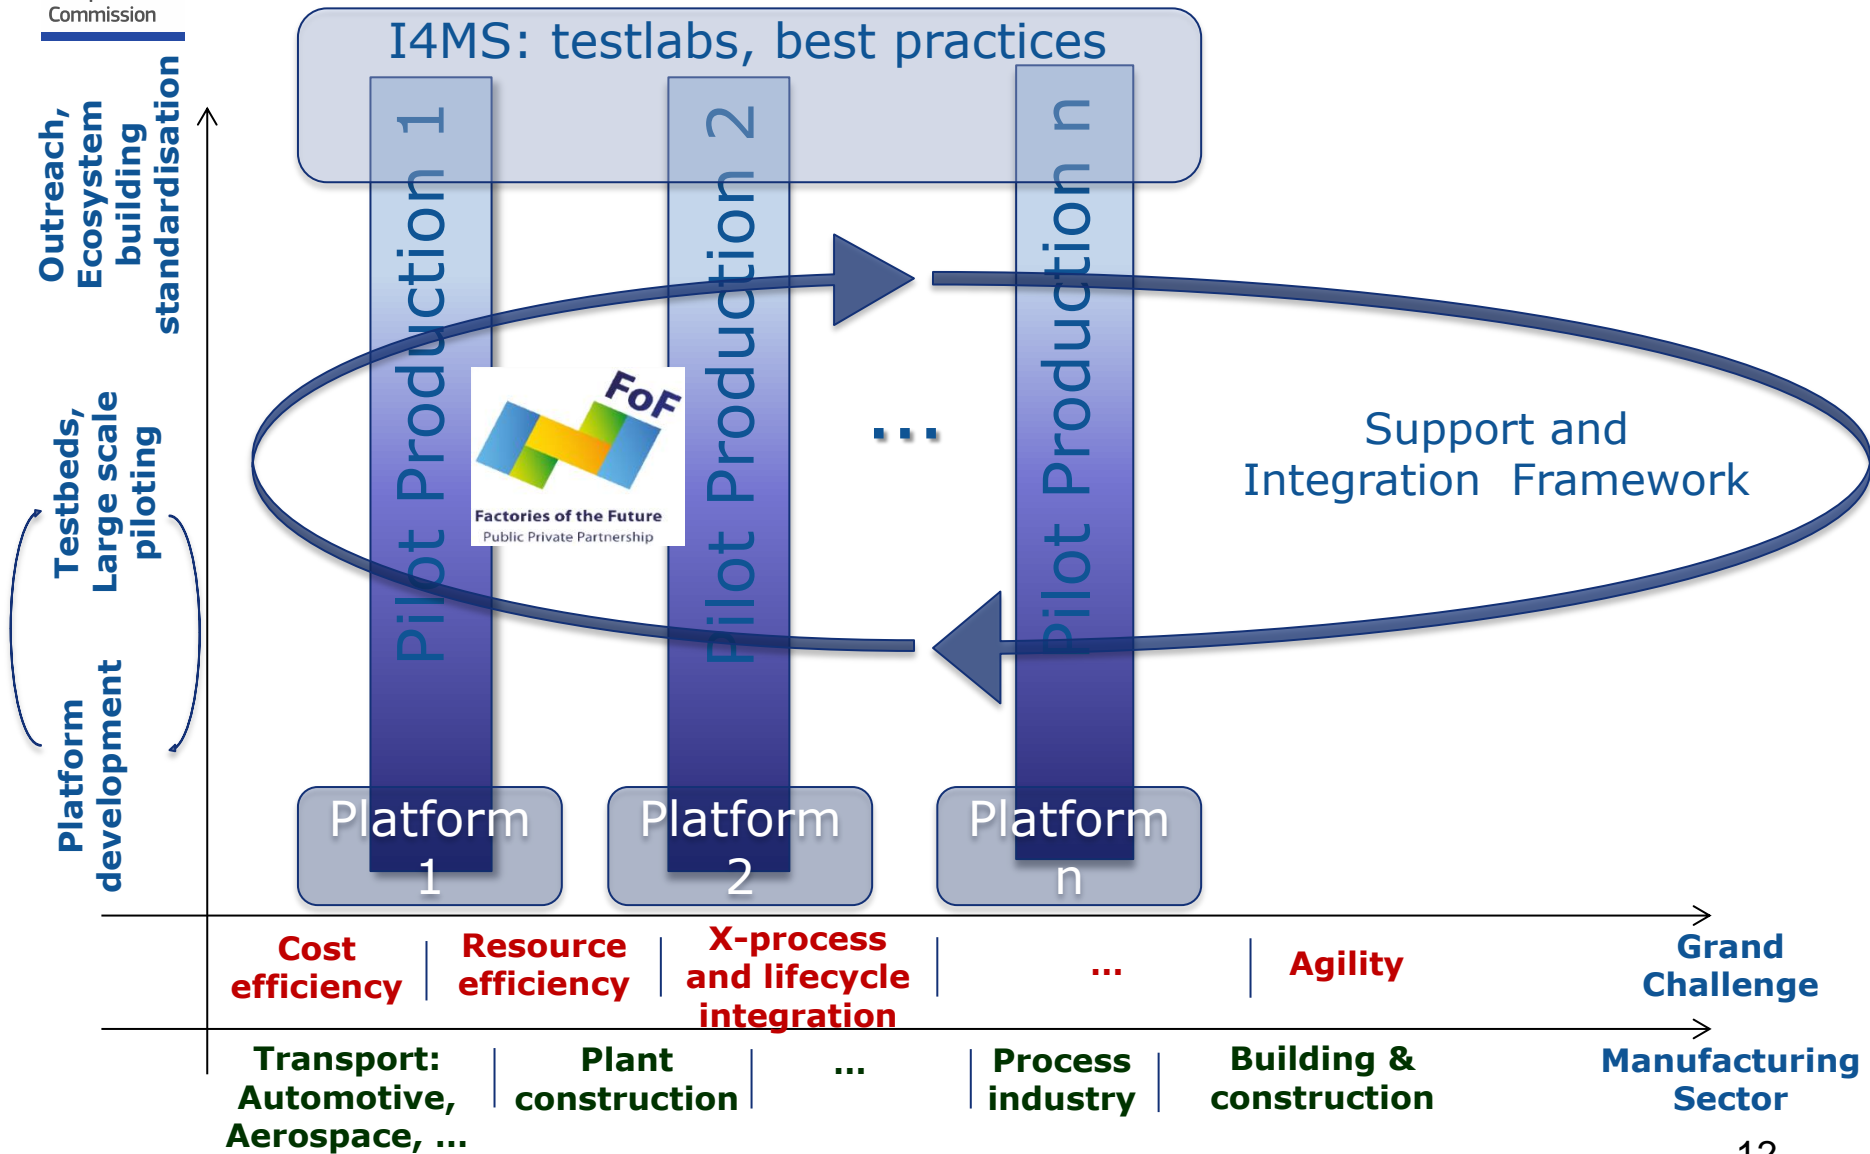 Commission
I4MS: testlabs, best practices
Outreach,
Ecosystem
building
standardisation
Testbeds,
Large scale
piloting
Platform
development
Pilot Production 1
Pilot Production 2
Pilot Production n
FoF
Factories of the Future
Public Private Partnership
...
Support and
Integration Framework
Platform
1
Platform
2
Platform
n
Cost
efficiency
Resource
efficiency
X-process
and lifecycle
integration
...
Agility
Grand
Challenge
Transport:
Automotive,
Aerospace, ...
Plant
construction
...
Process
industry
Building &
construction
Manufacturing
Sector
12